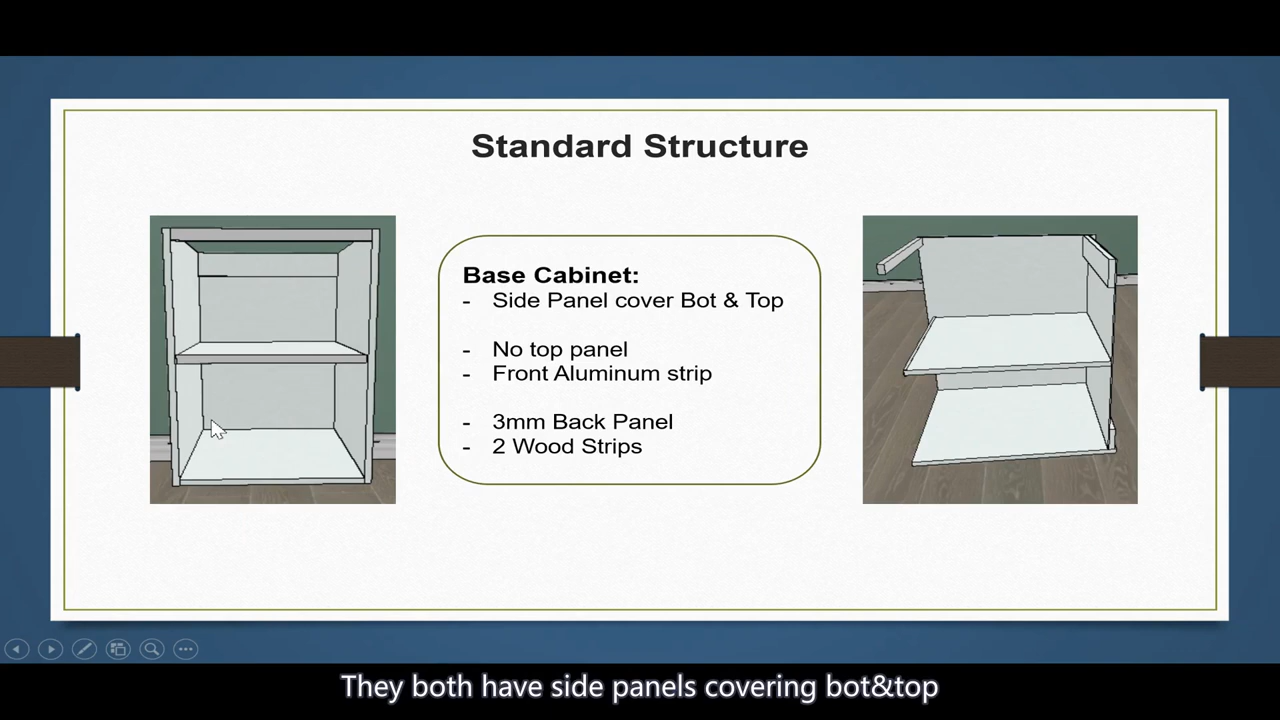 Standard Structure
Base Cabinet:
- Side Panel cover Bot & Top
- No top panel
- Front Aluminum strip
- 3mm Back Panel
- 2 Wood Strips
They both have side panels covering bot&top